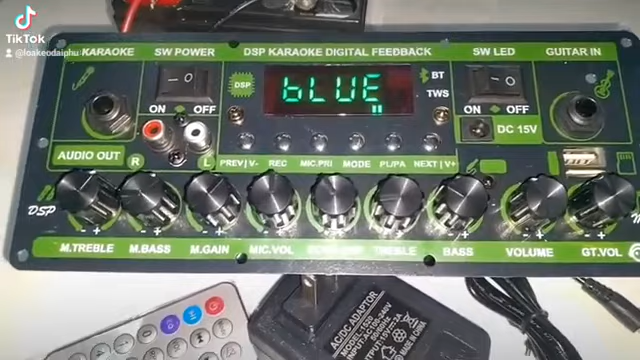 TikTok
@loakeodaiphu
KARAOKE
SW POWER
DSP KARAOKE DIGITAL FEEDBACK
SW LED
GUITAR IN
DSP
bLUE
BT
TWS
ON OFF
ON OFF
DC 15V
AUDIO OUT
R
L
PREV|V-
REC
MIC.PRI
MODE
PL/PA
NEXT|V+
DSP
M.TREBLE
M.BASS
M.GAIN
MIC.VOL
TREBLE
BASS
VOLUME
GT.VOL
AC/DC ADAPTOR